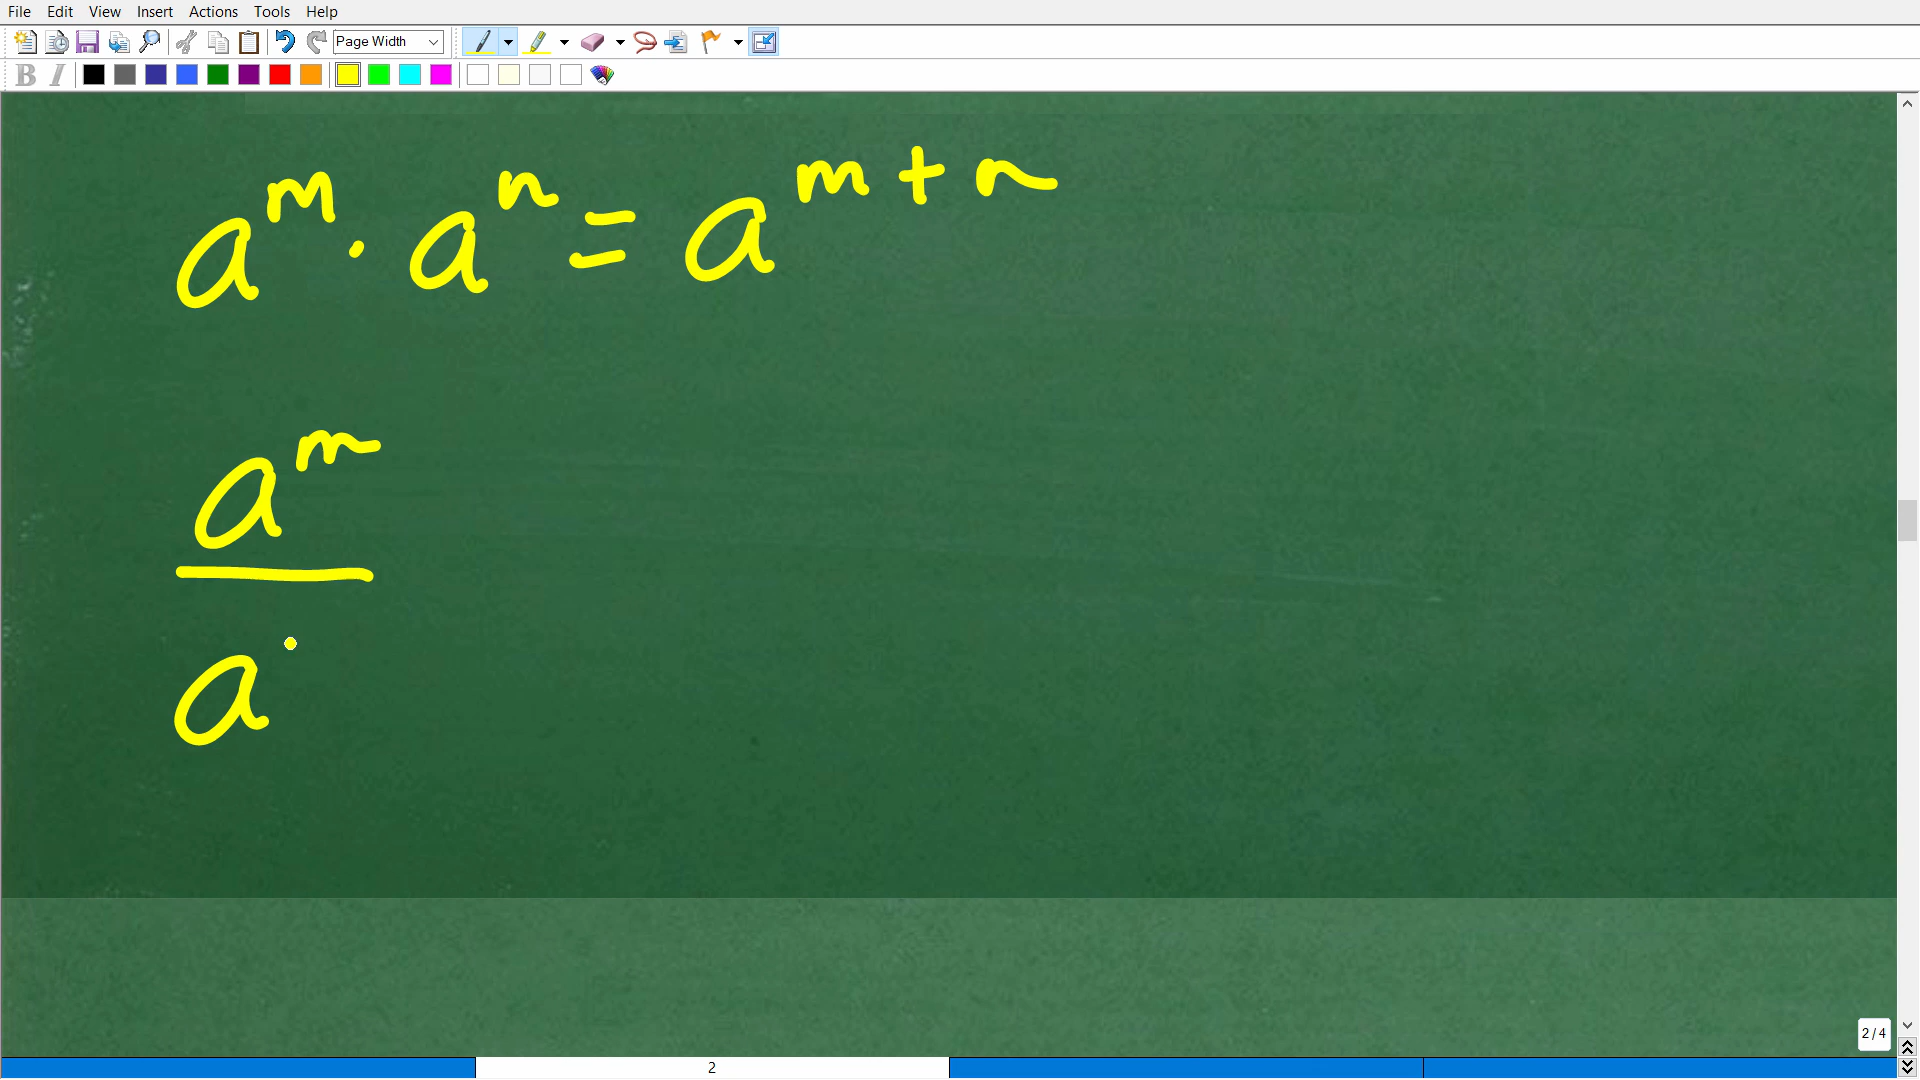 File Edit View Insert Actions Tools Help
Page Width
B I
a^m · a^n = a^{m+n}
a^m
a
2 / 4
2